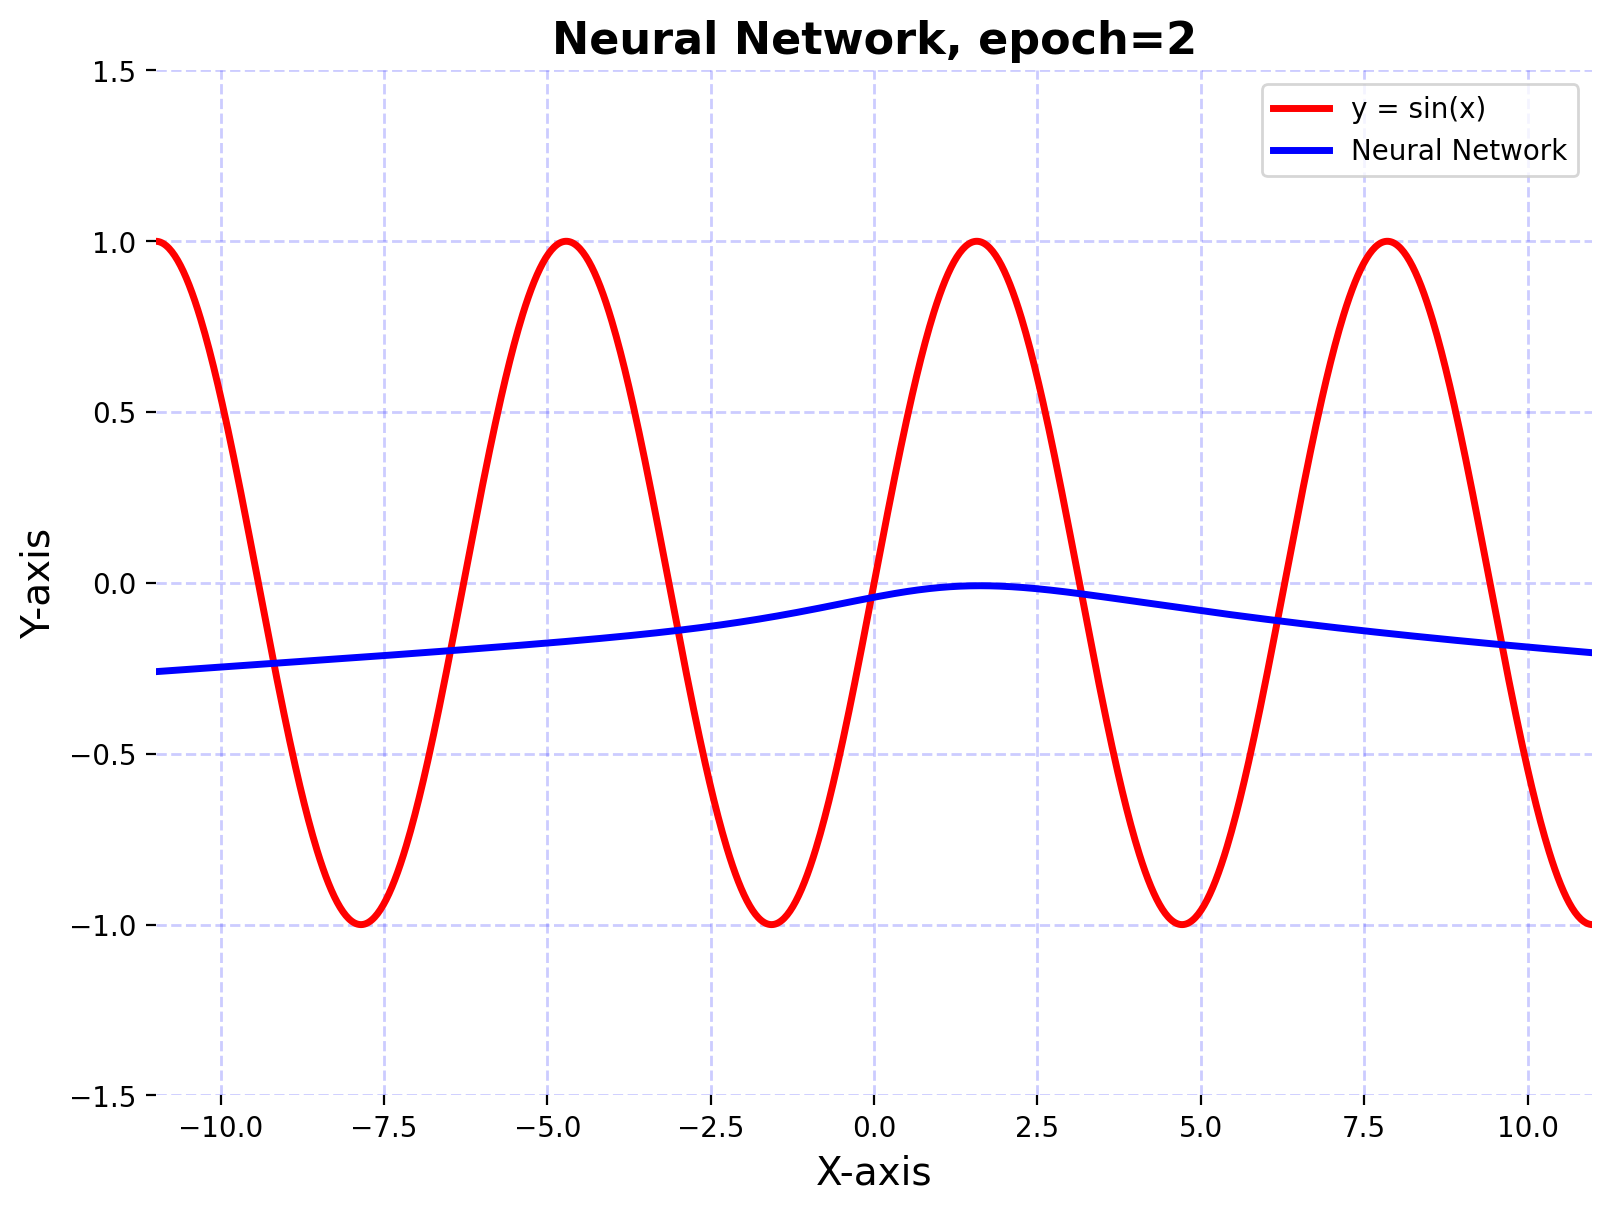 Neural Network, epoch=2
1.5
1.0
0.5
0.0
−0.5
−1.0
−1.5
Y-axis
y = sin(x)
Neural Network
−10.0 −7.5 −5.0 −2.5 0.0 2.5 5.0 7.5 10.0
X-axis